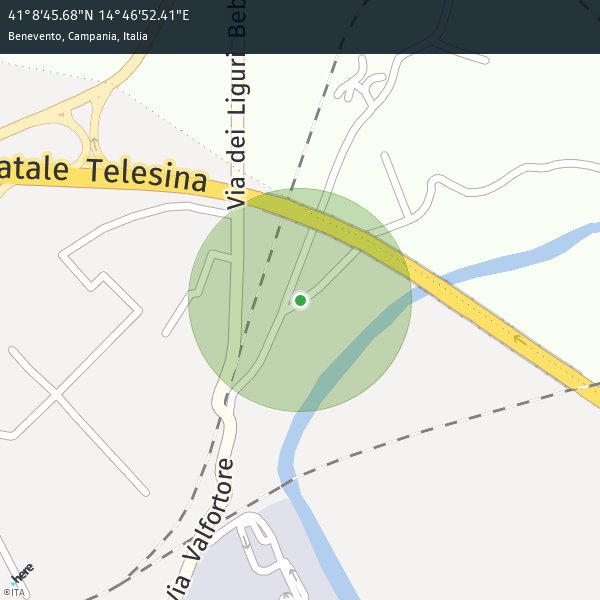 41°8'45.68"N 14°46'52.41"E
Benevento, Campania, Italia
Via dei Liguri Beb
atale Telesina
Via Valfortore
here
©ITA